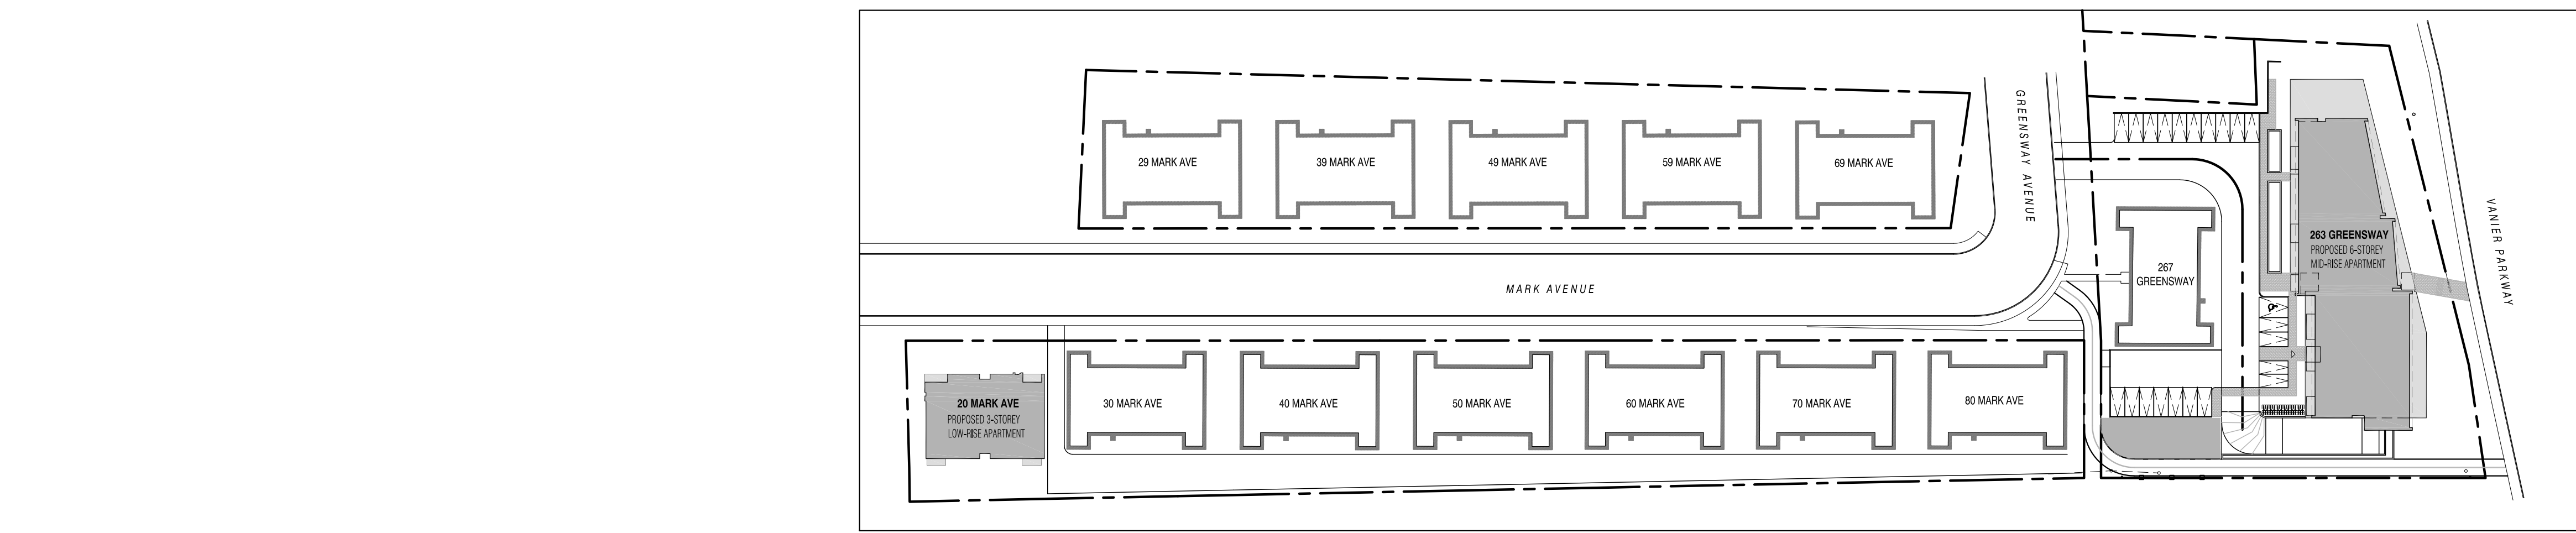 29 MARK AVE
39 MARK AVE
49 MARK AVE
59 MARK AVE
69 MARK AVE
GREENSWAY AVENUE
VANIER PARKWAY
263 GREENSWAY
PROPOSED 6-STOREY
MID-RISE APARTMENT
267
GREENSWAY
MARK AVENUE
20 MARK AVE
PROPOSED 3-STOREY
LOW-RISE APARTMENT
30 MARK AVE
40 MARK AVE
50 MARK AVE
60 MARK AVE
70 MARK AVE
80 MARK AVE